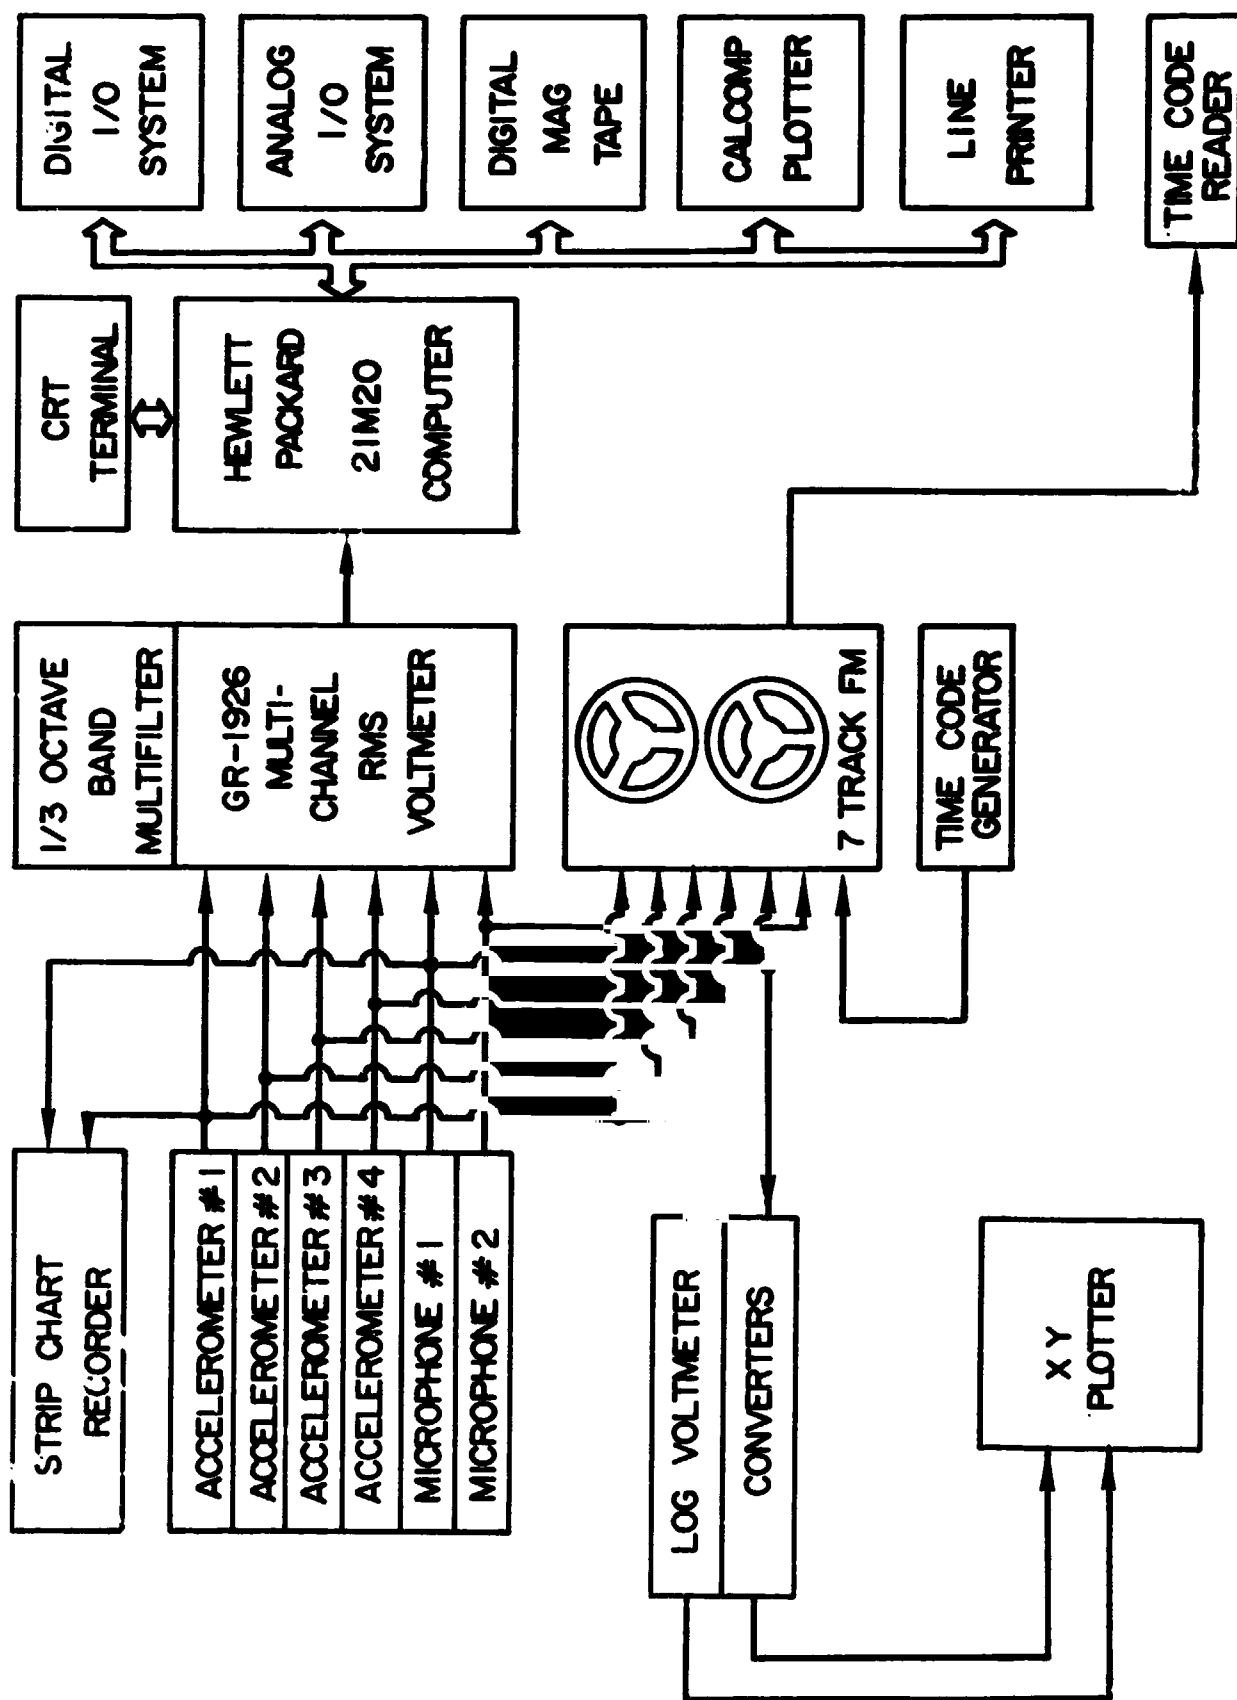 STRIP CHART
RECORDER
ACCELEROMETER #1
ACCELEROMETER #2
ACCELEROMETER #3
ACCELEROMETER #4
MICROPHONE #1
MICROPHONE #2
LOG VOLTMETER
CONVERTERS
X Y
PLOTTER
1/3 OCTAVE
BAND
MULTIFILTER
GR-1926
MULTI-
CHANNEL
RMS
VOLTMETER
7 TRACK FM
TIME CODE
GENERATOR
CRT
TERMINAL
HEWLETT
PACKARD
21M20
COMPUTER
DIGITAL
I/O
SYSTEM
ANALOG
I/O
SYSTEM
DIGITAL
MAG
TAPE
CALCOMP
PLOTTER
LINE
PRINTER
TIME CODE
READER